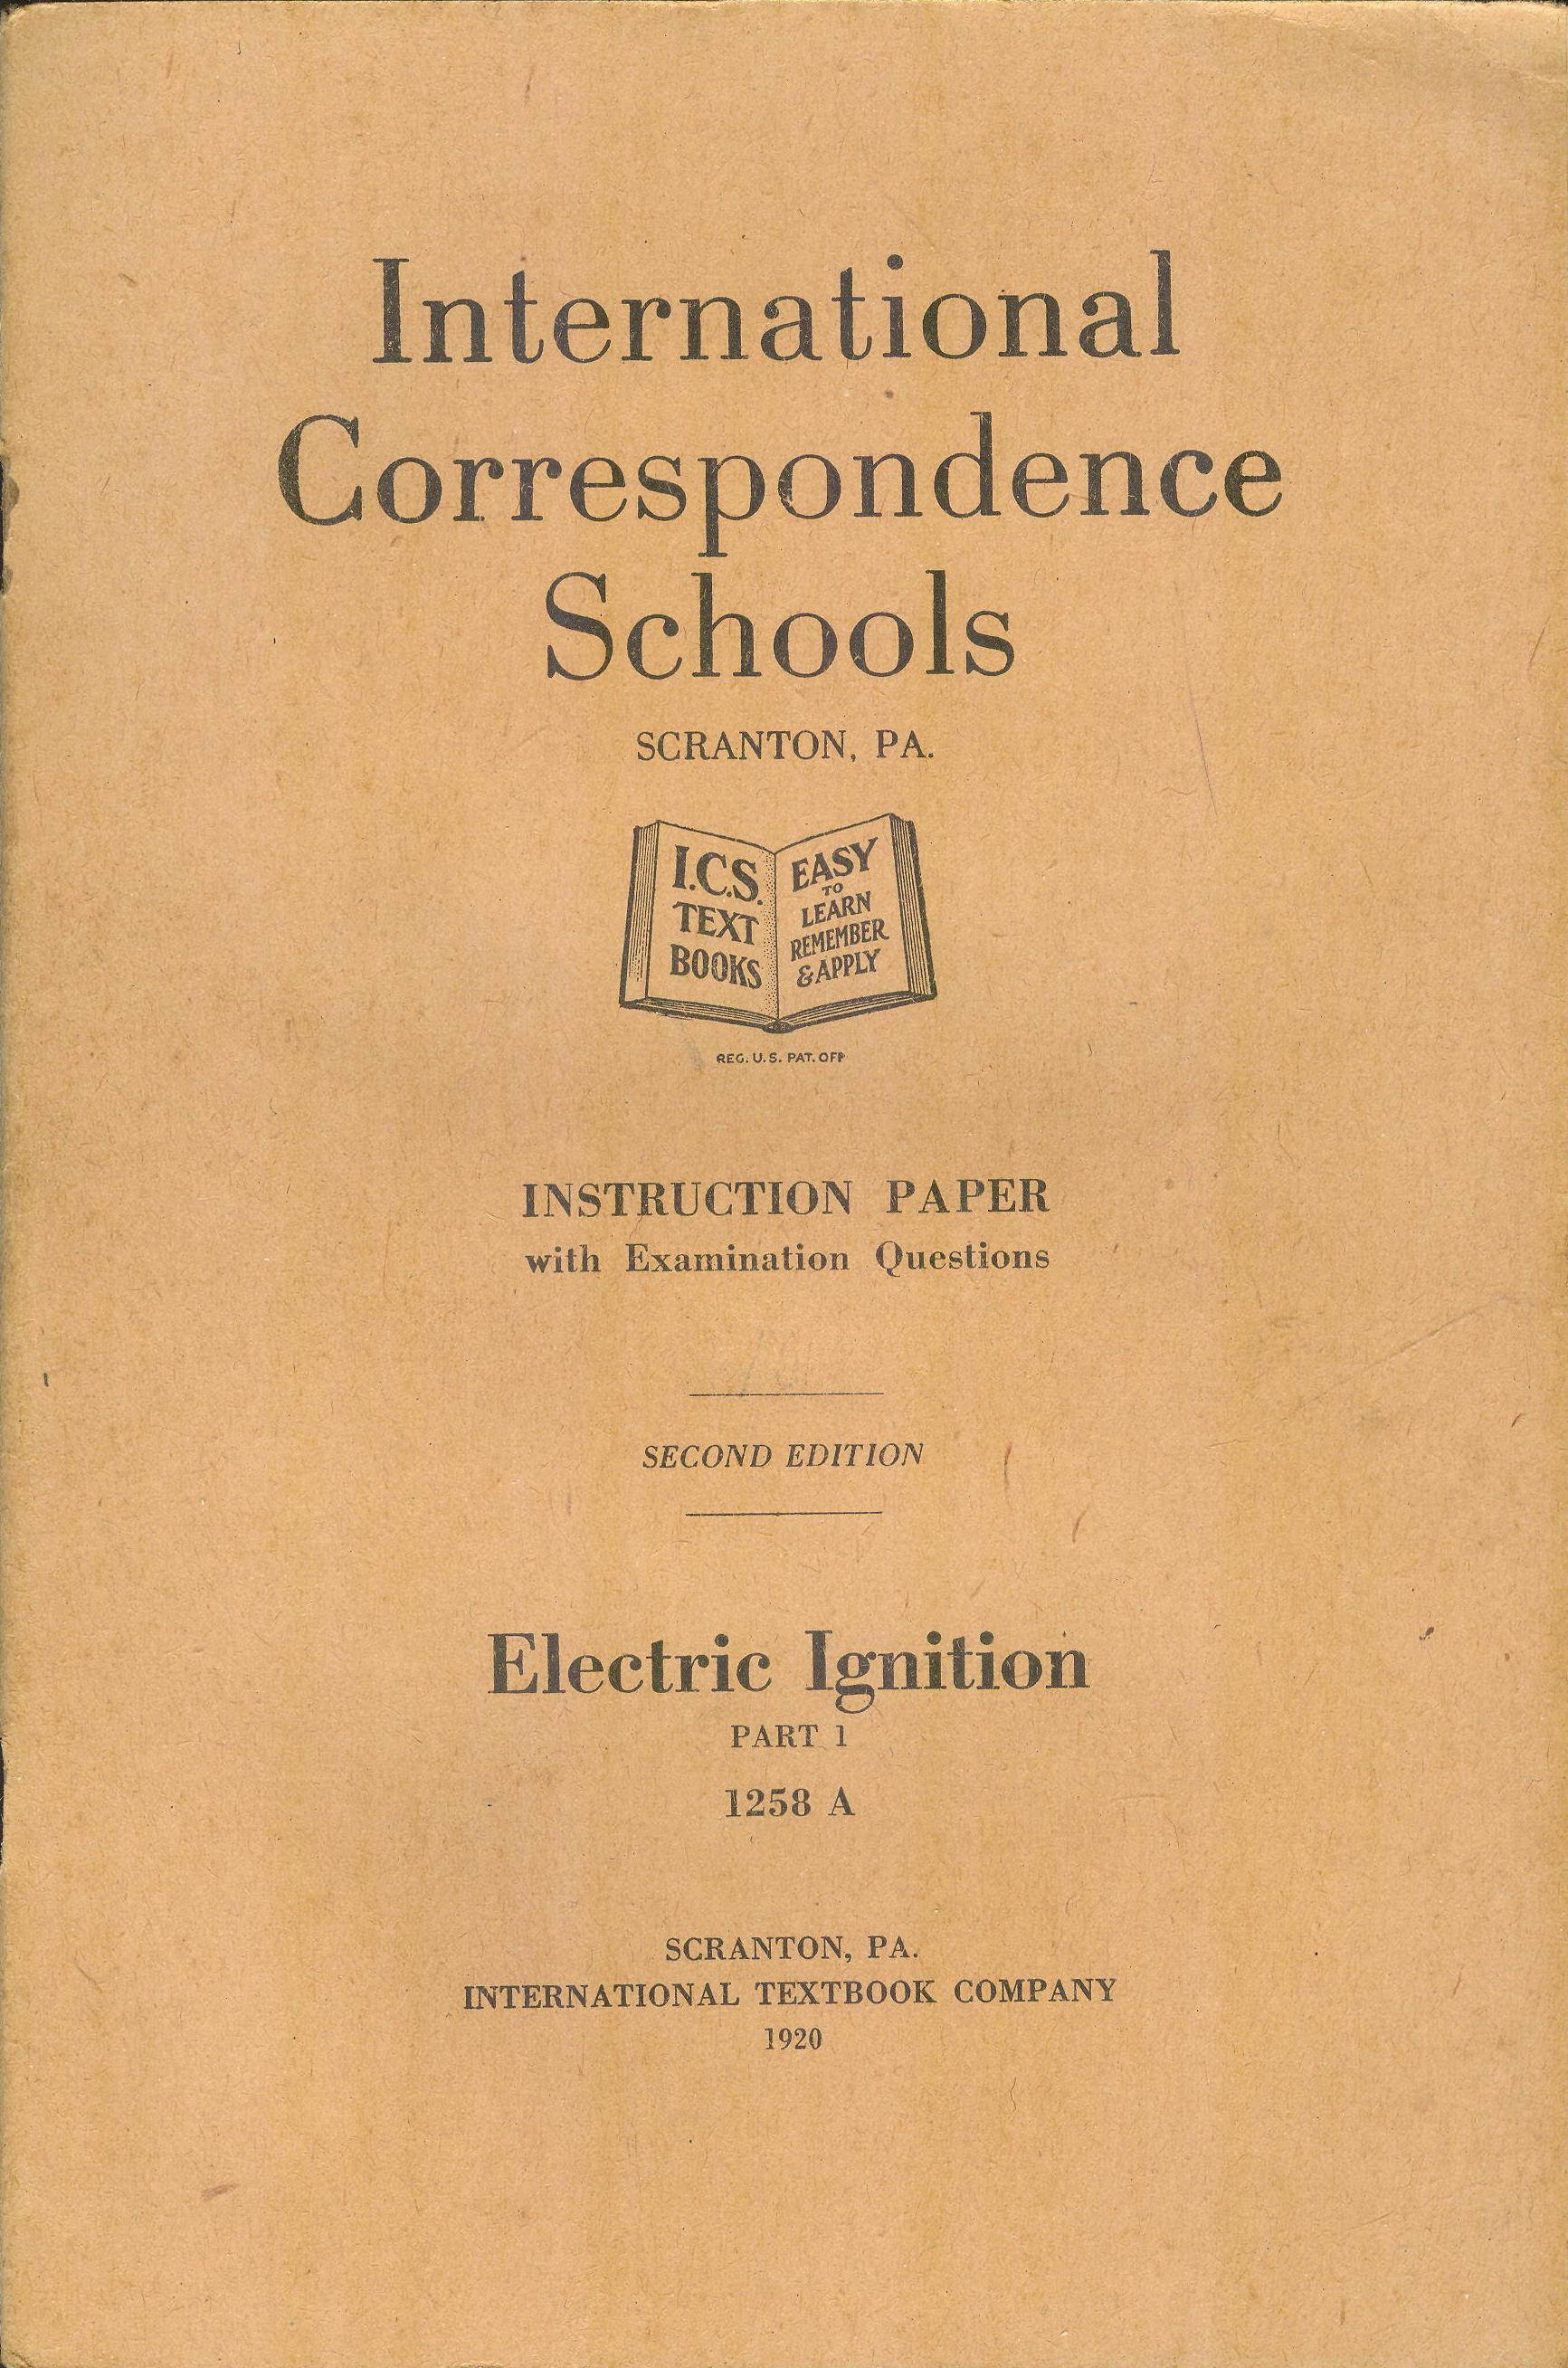 International
Correspondence
Schools
SCRANTON, PA.
I.C.S.
TEXT
BOOKS
EASY
TO
LEARN
REMEMBER
& APPLY
REG. U.S. PAT. OFF
INSTRUCTION PAPER
with Examination Questions
SECOND EDITION
Electric Ignition
PART 1
1258 A
SCRANTON, PA.
INTERNATIONAL TEXTBOOK COMPANY
1920